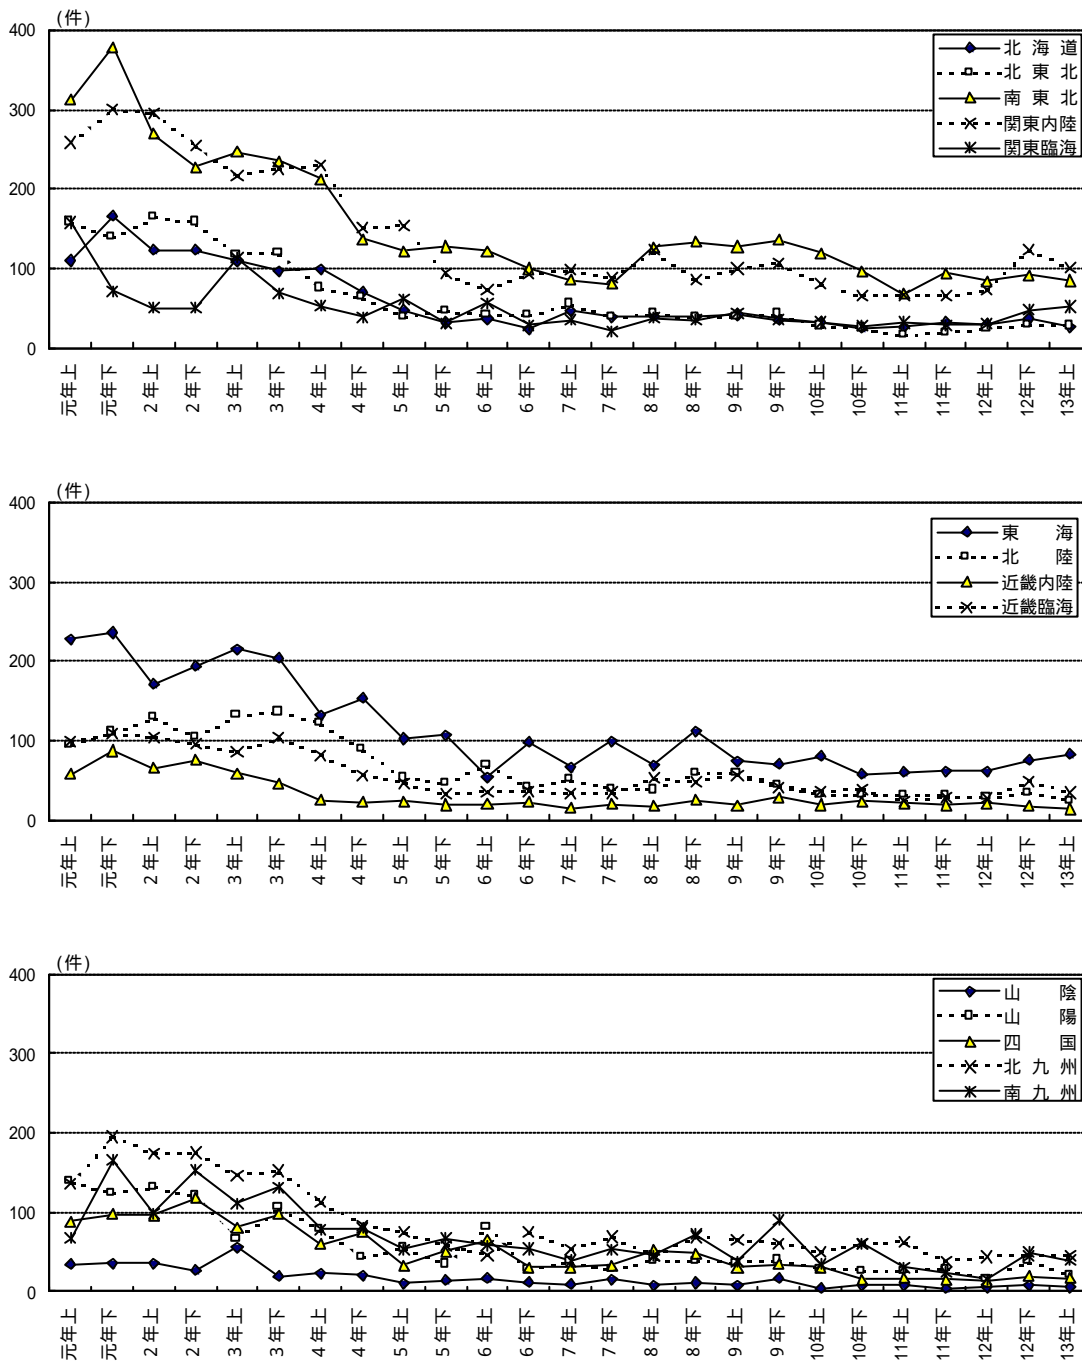 (件)
400
300
200
100
0
北 海 道
北 東 北
南 東 北
関東内陸
関東臨海
元年上 元年下 2年上 2年下 3年上 3年下 4年上 4年下 5年上 5年下 6年上 6年下 7年上 7年下 8年上 8年下 9年上 9年下 10年上 10年下 11年上 11年下 12年上 12年下 13年上
(件)
400
300
200
100
0
東 海
北 陸
近畿内陸
近畿臨海
元年上 元年下 2年上 2年下 3年上 3年下 4年上 4年下 5年上 5年下 6年上 6年下 7年上 7年下 8年上 8年下 9年上 9年下 10年上 10年下 11年上 11年下 12年上 12年下 13年上
(件)
400
300
200
100
0
山 陰
山 陽
四 国
北 九 州
南 九 州
元年上 元年下 2年上 2年下 3年上 3年下 4年上 4年下 5年上 5年下 6年上 6年下 7年上 7年下 8年上 8年下 9年上 9年下 10年上 10年下 11年上 11年下 12年上 12年下 13年上